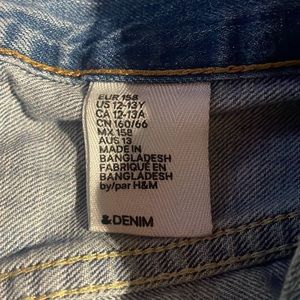 EUR 158
US 12-13Y
CA 12-13A
CN 160/66
MX 158
AUS 13
MADE IN
BANGLADESH
FABRIQUÉ EN
BANGLADESH
by/par H&M
&DENIM